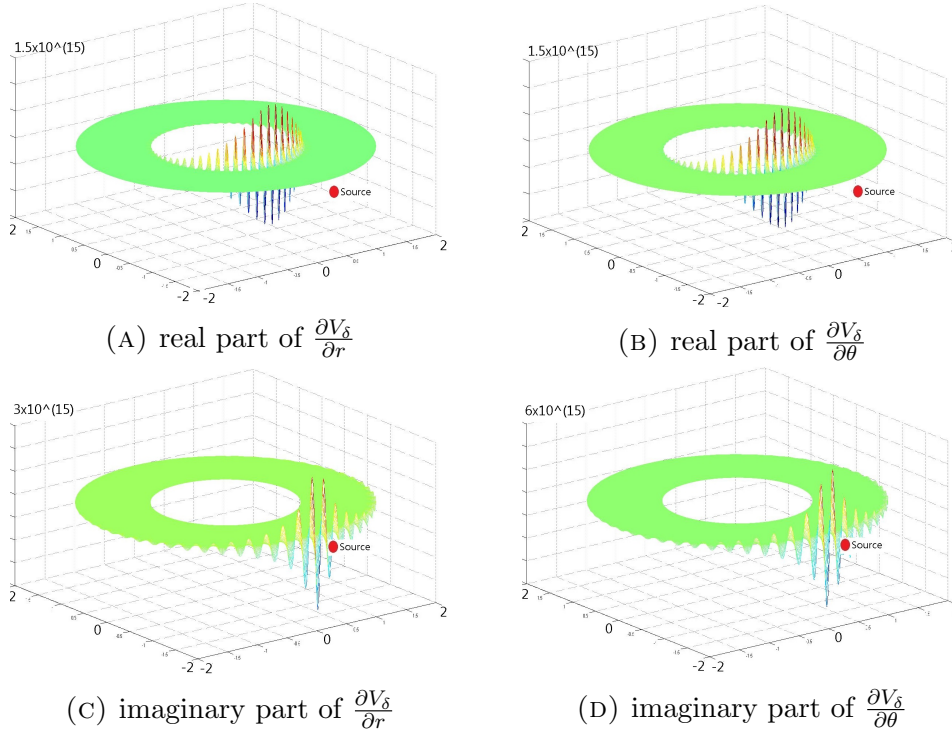 1.5x10^(15)
1.5x10^(15)
Source
Source
2
0
-2
-2
0
2
2
0
-2
-2
0
2
(A) real part of ∂V_δ/∂r
(B) real part of ∂V_δ/∂θ
3x10^(15)
6x10^(15)
Source
Source
2
0
-2
-2
0
2
2
0
-2
-2
0
2
(C) imaginary part of ∂V_δ/∂r
(D) imaginary part of ∂V_δ/∂θ